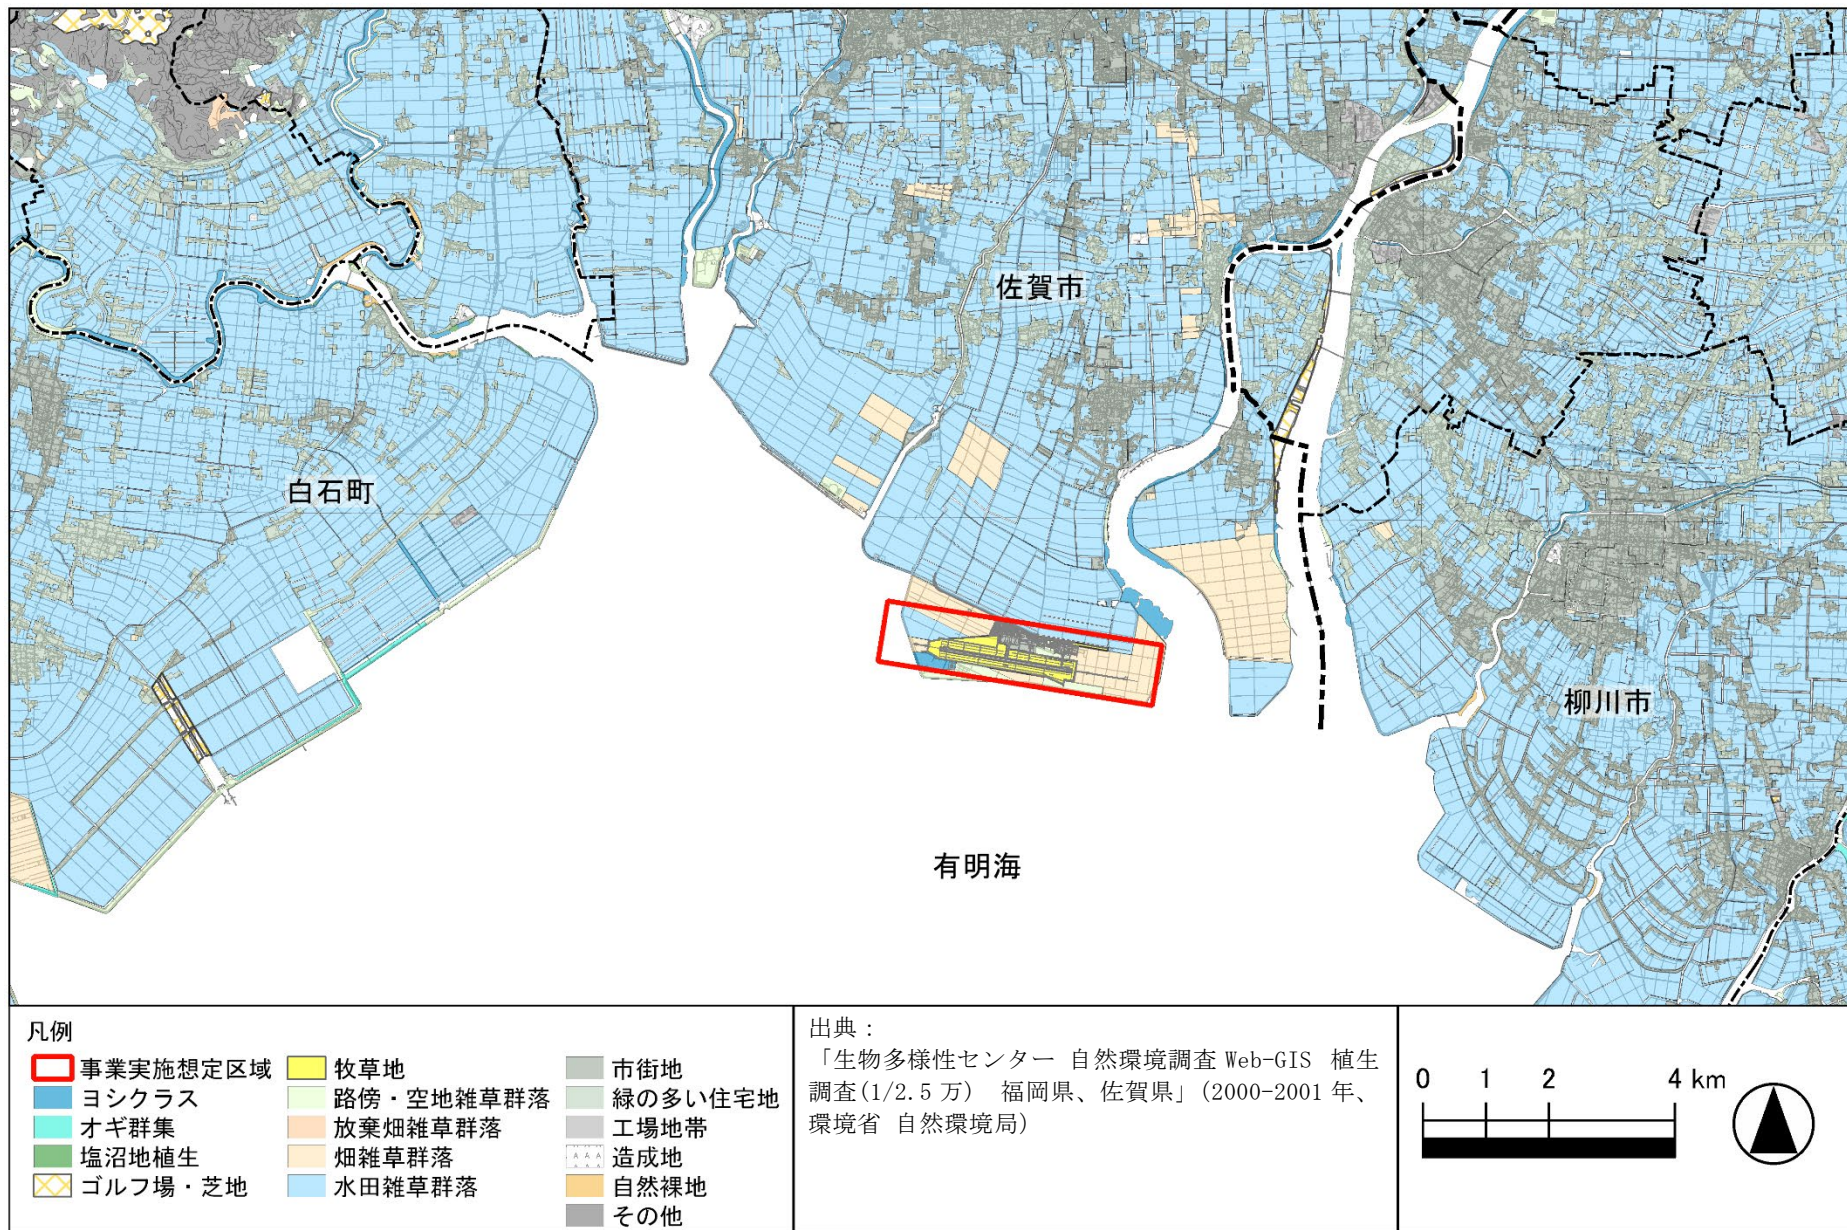 佐賀市
白石町
柳川市
有明海
凡例
事業実施想定区域
ヨシクラス
オギ群集
塩沼地植生
ゴルフ場・芝地
牧草地
路傍・空地雑草群落
放棄畑雑草群落
畑雑草群落
水田雑草群落
市街地
緑の多い住宅地
工場地帯
造成地
自然裸地
その他
出典：
「生物多様性センター 自然環境調査 Web-GIS 植生
調査(1/2.5 万) 福岡県、佐賀県」(2000-2001 年、
環境省 自然環境局)
0 1 2 4 km